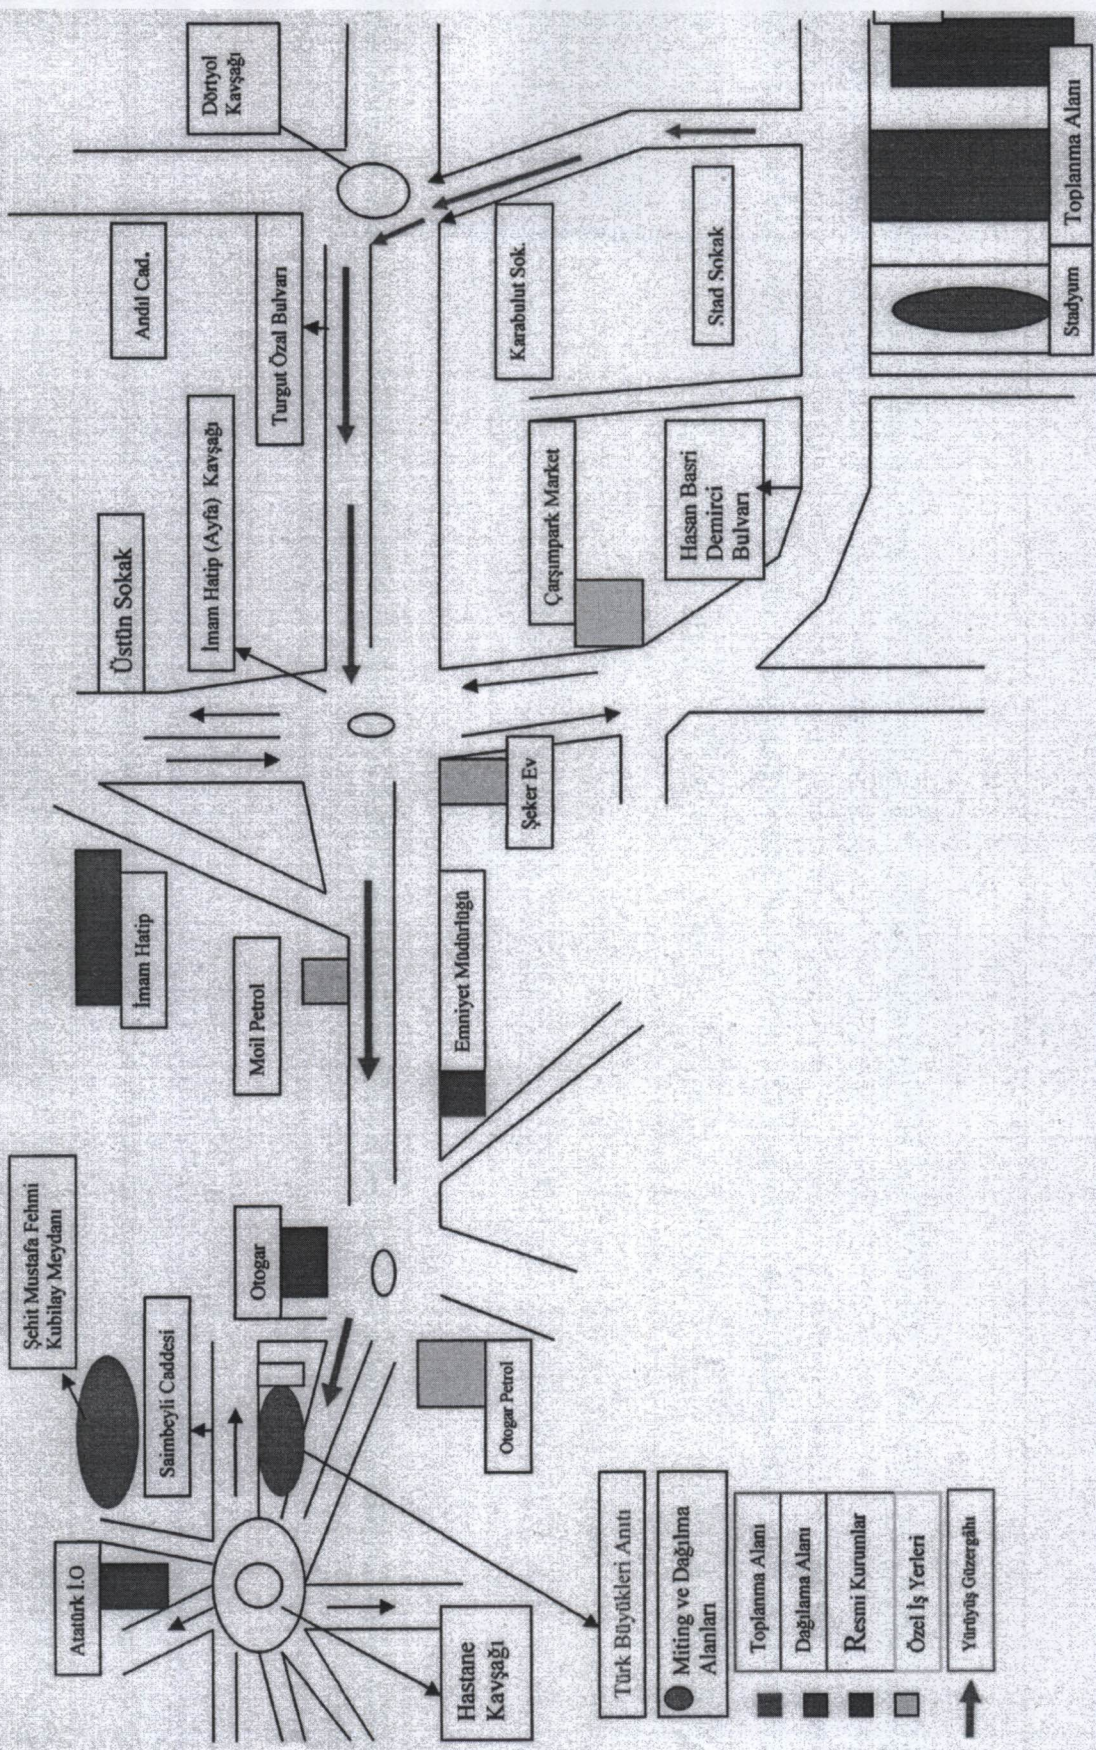 Atatürk İ.O
Şehit Mustafa Fehmi
Kubilay Meydanı
Saimbeyli Caddesi
Otogar
Moil Petrol
İmam Hatip
Üstün Sokak
İmam Hatip (Ayfa) Kavşağı
Andıl Cad.
Turgut Özal Bulvarı
Dörtyol
Kavşağı
Hastane
Kavşağı
Otogar Petrol
Emniyet Müdürlüğü
Şeker Ev
Çarşımpark Market
Karabulut Sok.
Hasan Basri
Demirci
Bulvarı
Stad Sokak
Stadyum
Toplanma Alanı
Türk Büyükleri Anıtı
Miting ve Dağılma
Alanları
Toplanma Alanı
Dağılama Alanı
Resmi Kurumlar
Özel İş Yerleri
Yürüyüş Güzergâhı